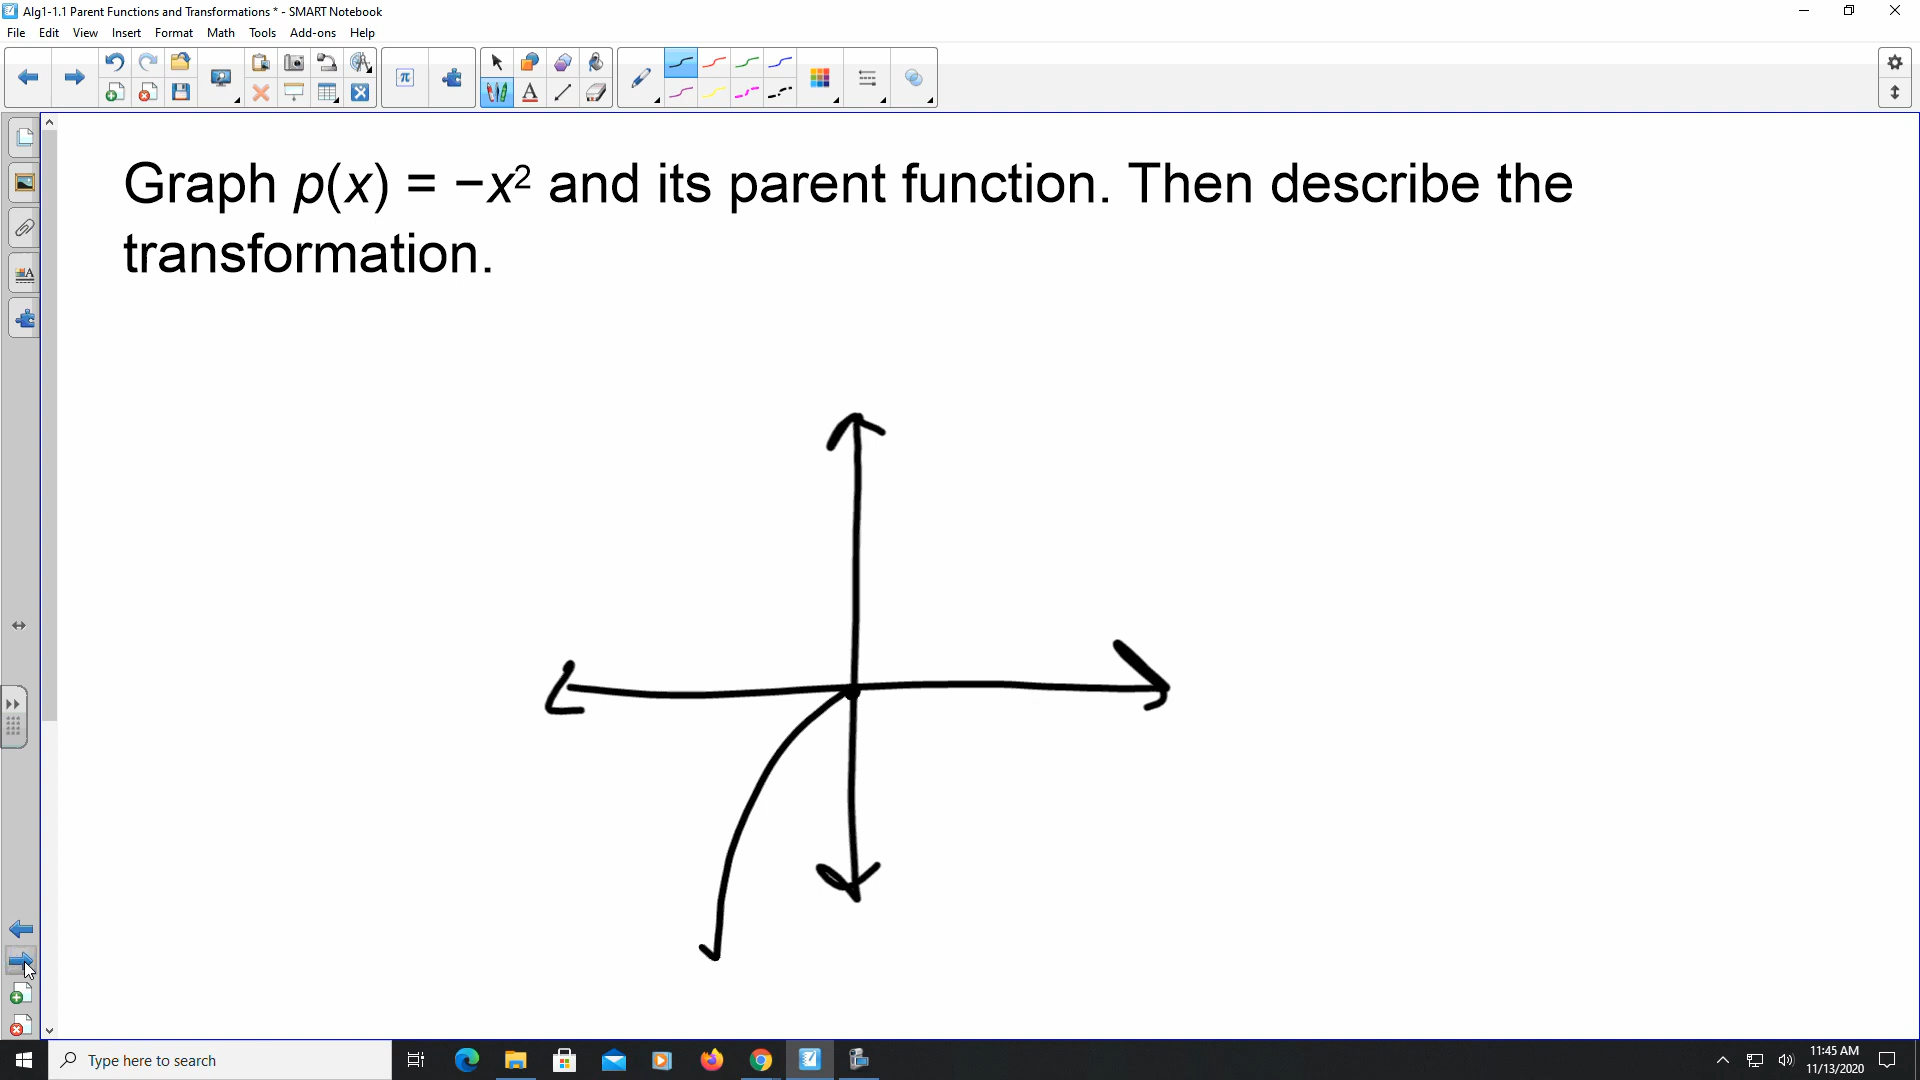 Alg1-1.1 Parent Functions and Transformations * - SMART Notebook
File Edit View Insert Format Math Tools Add-ons Help
Graph p(x) = −x² and its parent function. Then describe the
transformation.
Type here to search
11:45 AM
11/13/2020